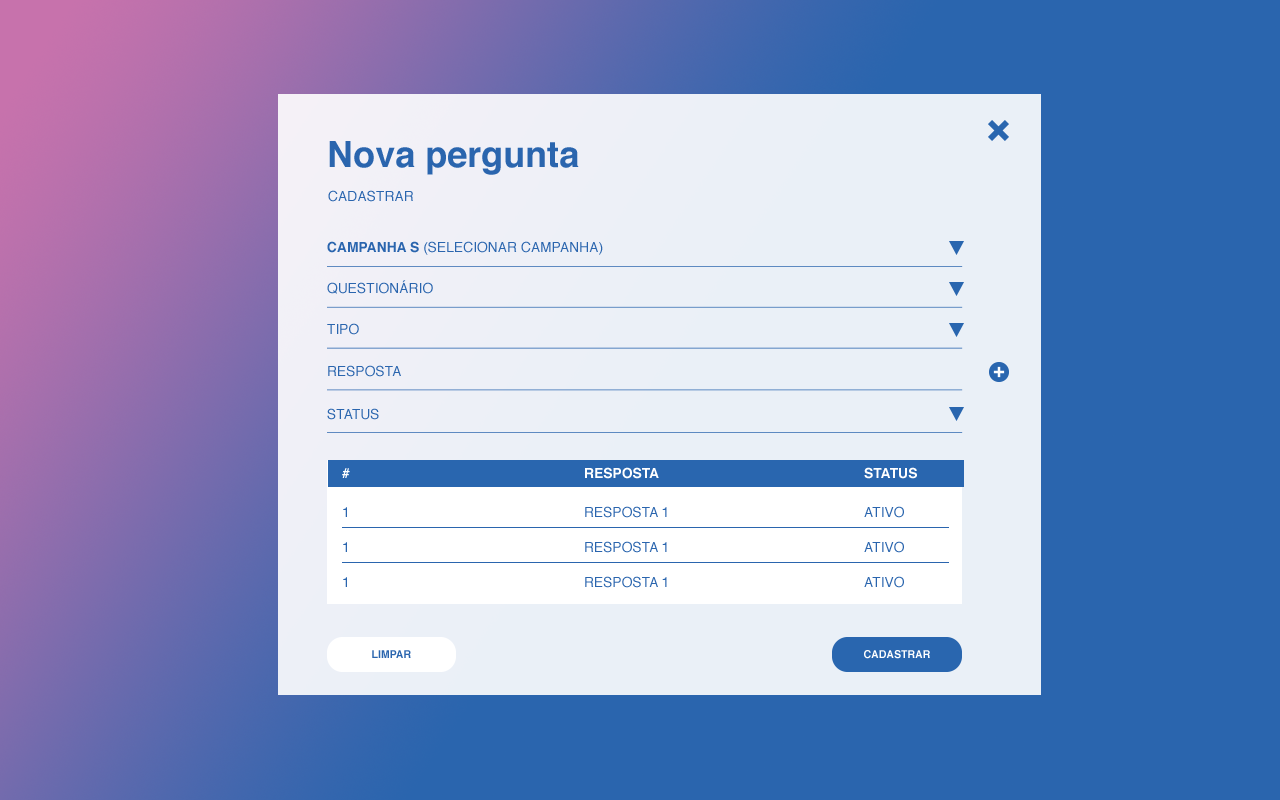 Nova pergunta
CADASTRAR
CAMPANHA S (SELECIONAR CAMPANHA)
QUESTIONÁRIO
TIPO
RESPOSTA
STATUS
# RESPOSTA STATUS
1 RESPOSTA 1 ATIVO
1 RESPOSTA 1 ATIVO
1 RESPOSTA 1 ATIVO
LIMPAR CADASTRAR